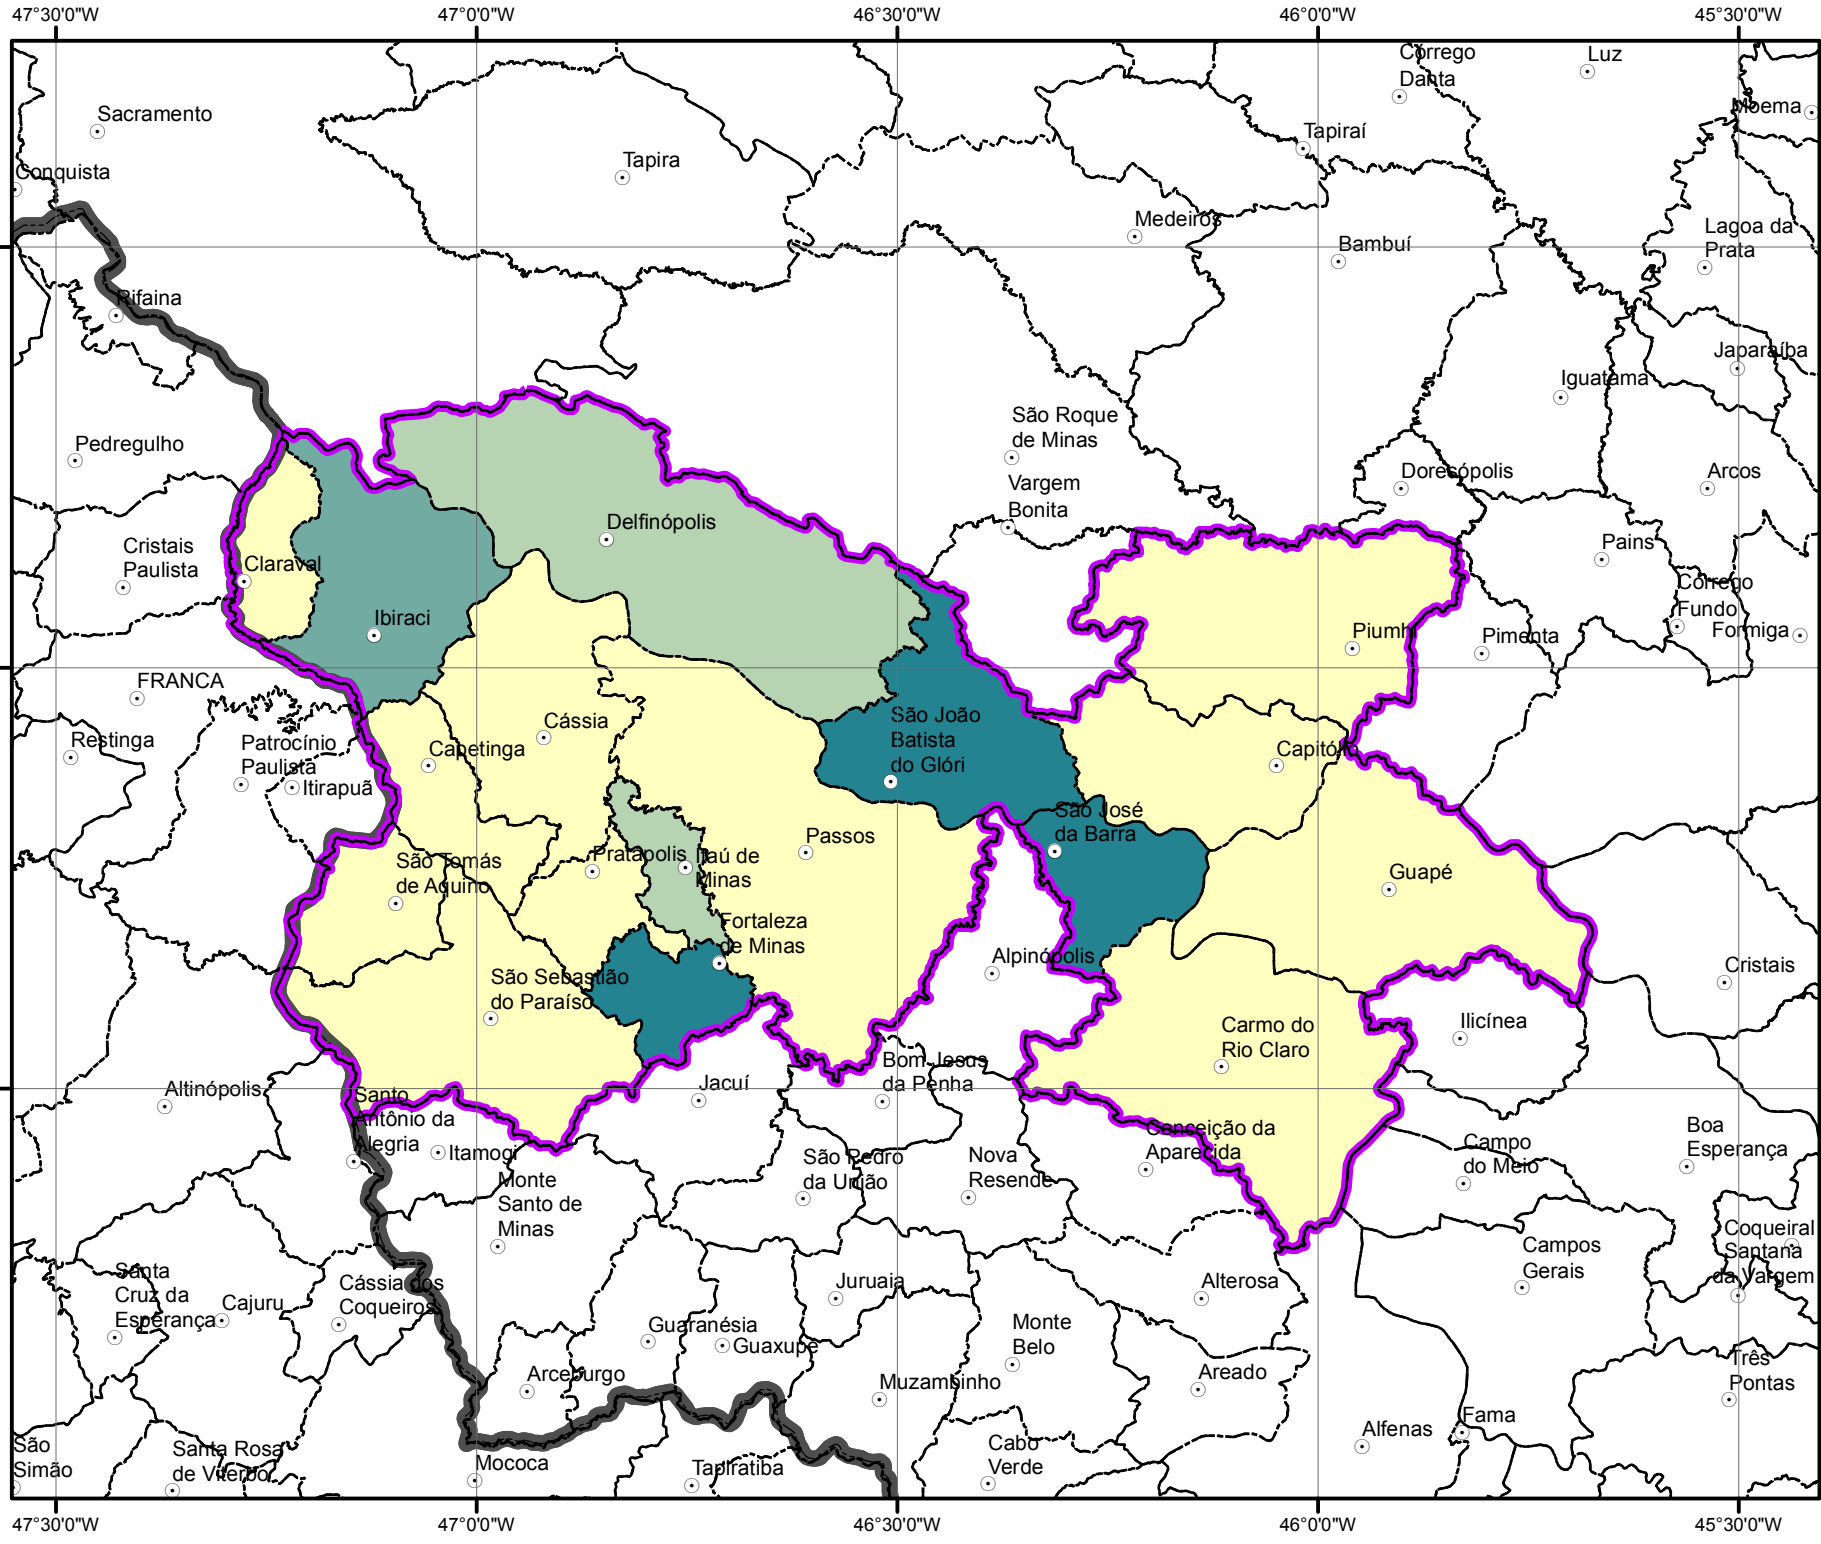 47°30'0"W 47°0'0"W 46°30'0"W 46°0'0"W 45°30'0"W
Córrego
Danta
Luz
Moema
Sacramento
Tapiraí
Tapira
Conquista
Medeiros
Bambuí
Lagoa da
Prata
Rifaina
Japaraíba
Iguatama
São Roque
de Minas
Pedregulho
Doresópolis
Arcos
Vargem
Bonita
Delfinópolis
Cristais
Paulista
Claraval
Pains
Córrego
Fundo
Formiga
Ibiraci
Piumhi
Pimenta
FRANCA
São João
Batista
do Glóri
Cássia
Capetinga
Restinga
Patrocínio
Paulista
Itirapuã
Capitólio
São José
da Barra
Passos
Pratápolis
Itaú de
Minas
São Tomás
de Aquino
Guapé
Fortaleza
de Minas
Alpinópolis
São Sebastião
do Paraíso
Cristais
Carmo do
Rio Claro
Ilicínea
Bom Jesus
da Penha
Jacuí
Altinópolis
Santo
Antônio da
Alegria
Itamogi
Conceição da
Aparecida
Campo
do Meio
Boa
Esperança
São Pedro
da União
Nova
Resende
Monte
Santo de
Minas
Coqueiral
Santana
da Vargem
Campos
Gerais
Santa
Cruz da
Esperança
Cajuru
Cássia dos
Coqueiros
Juruaia
Alterosa
Guaranésia
Guaxupé
Monte
Belo
Arceburgo
Muzambinho
Areado
Três
Pontas
Fama
Alfenas
São
Simão
Santa Rosa
de Viterbo
Mococa
Tapiratiba
Cabo
Verde
47°30'0"W 47°0'0"W 46°30'0"W 46°0'0"W 45°30'0"W